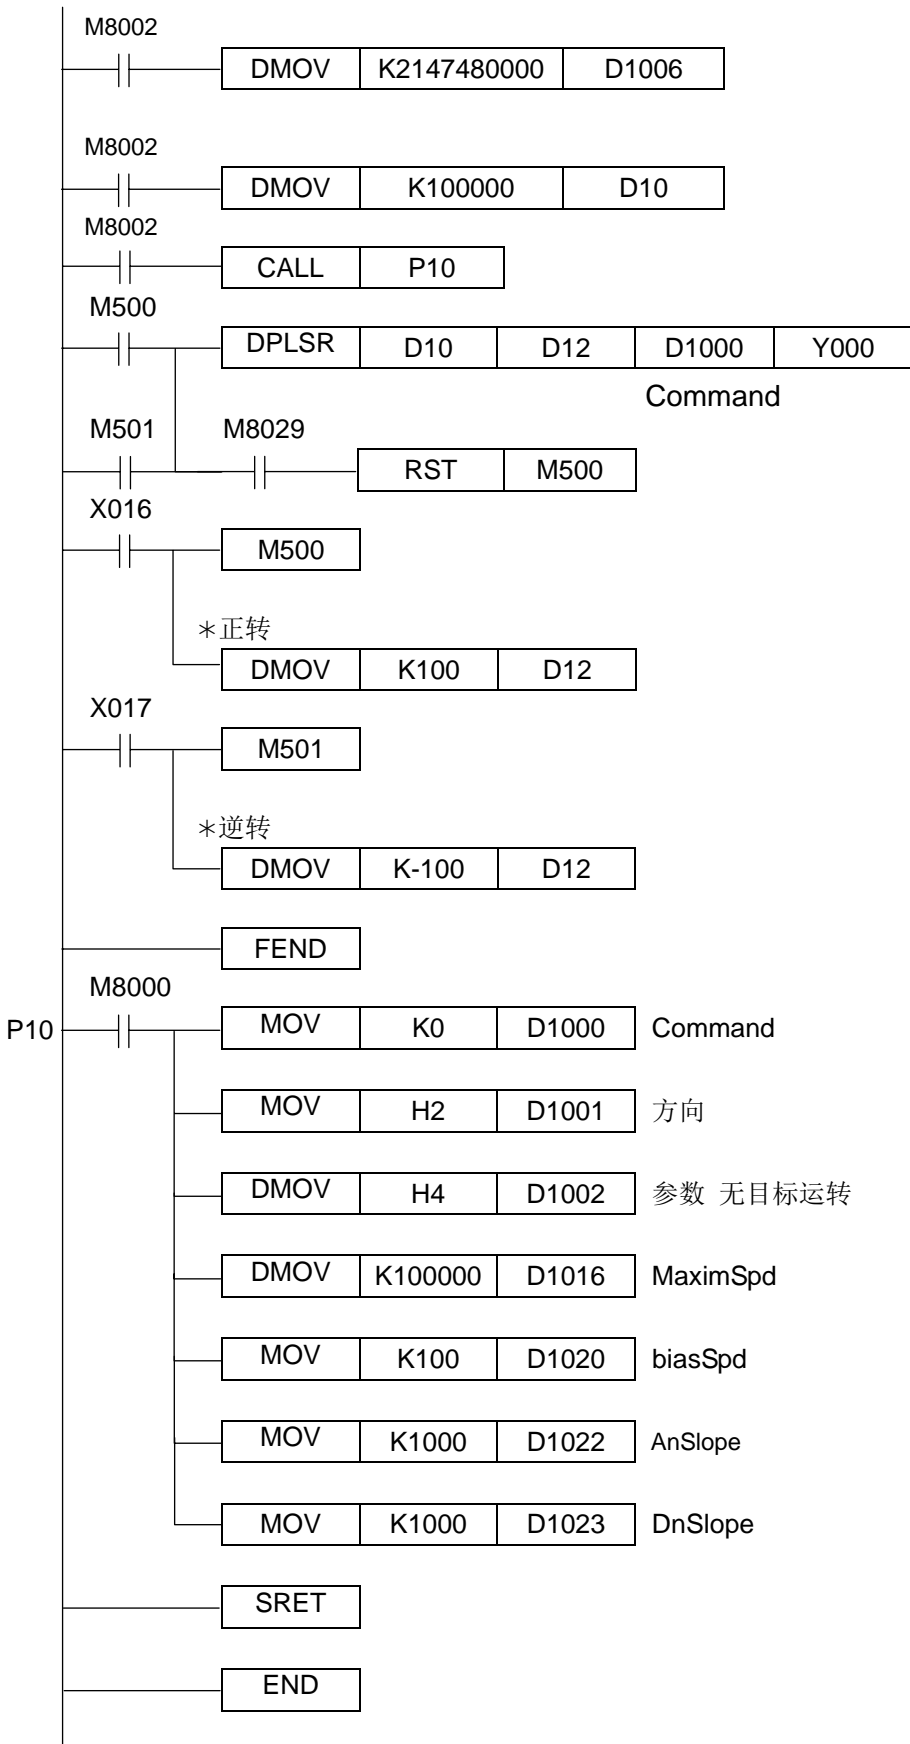 M8002
DMOV K2147480000 D1006
M8002
DMOV K100000 D10
M8002
CALL P10
M500
DPLSR D10 D12 D1000 Y000
Command
M501 M8029
RST M500
X016
M500
*正转
DMOV K100 D12
X017
M501
*逆转
DMOV K-100 D12
FEND
M8000
P10 MOV K0 D1000 Command
MOV H2 D1001 方向
DMOV H4 D1002 参数 无目标运转
DMOV K100000 D1016 MaximSpd
MOV K100 D1020 biasSpd
MOV K1000 D1022 AnSlope
MOV K1000 D1023 DnSlope
SRET
END